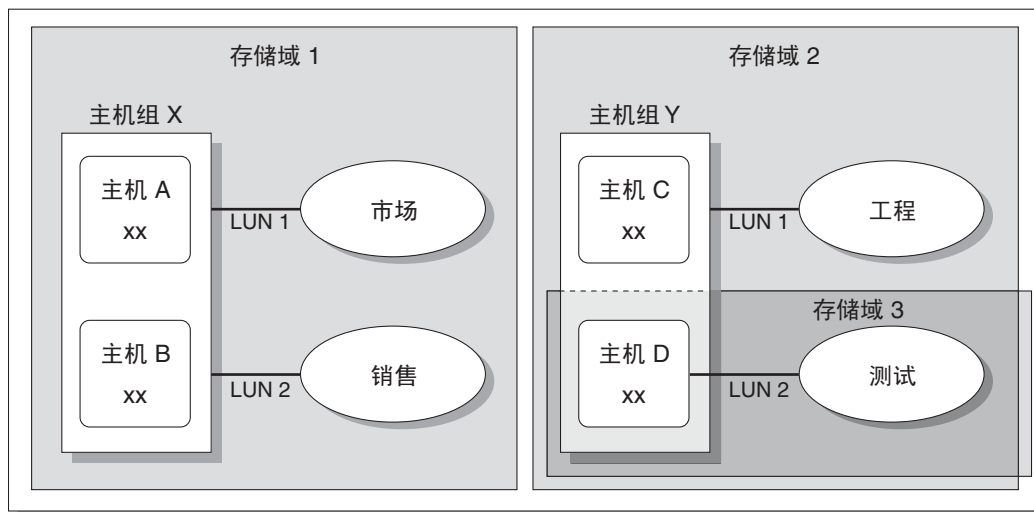 存储域 1
主机组 X
主机 A
xx
LUN 1
市场
主机 B
xx
LUN 2
销售
存储域 2
主机组 Y
主机 C
xx
LUN 1
工程
存储域 3
主机 D
xx
LUN 2
测试